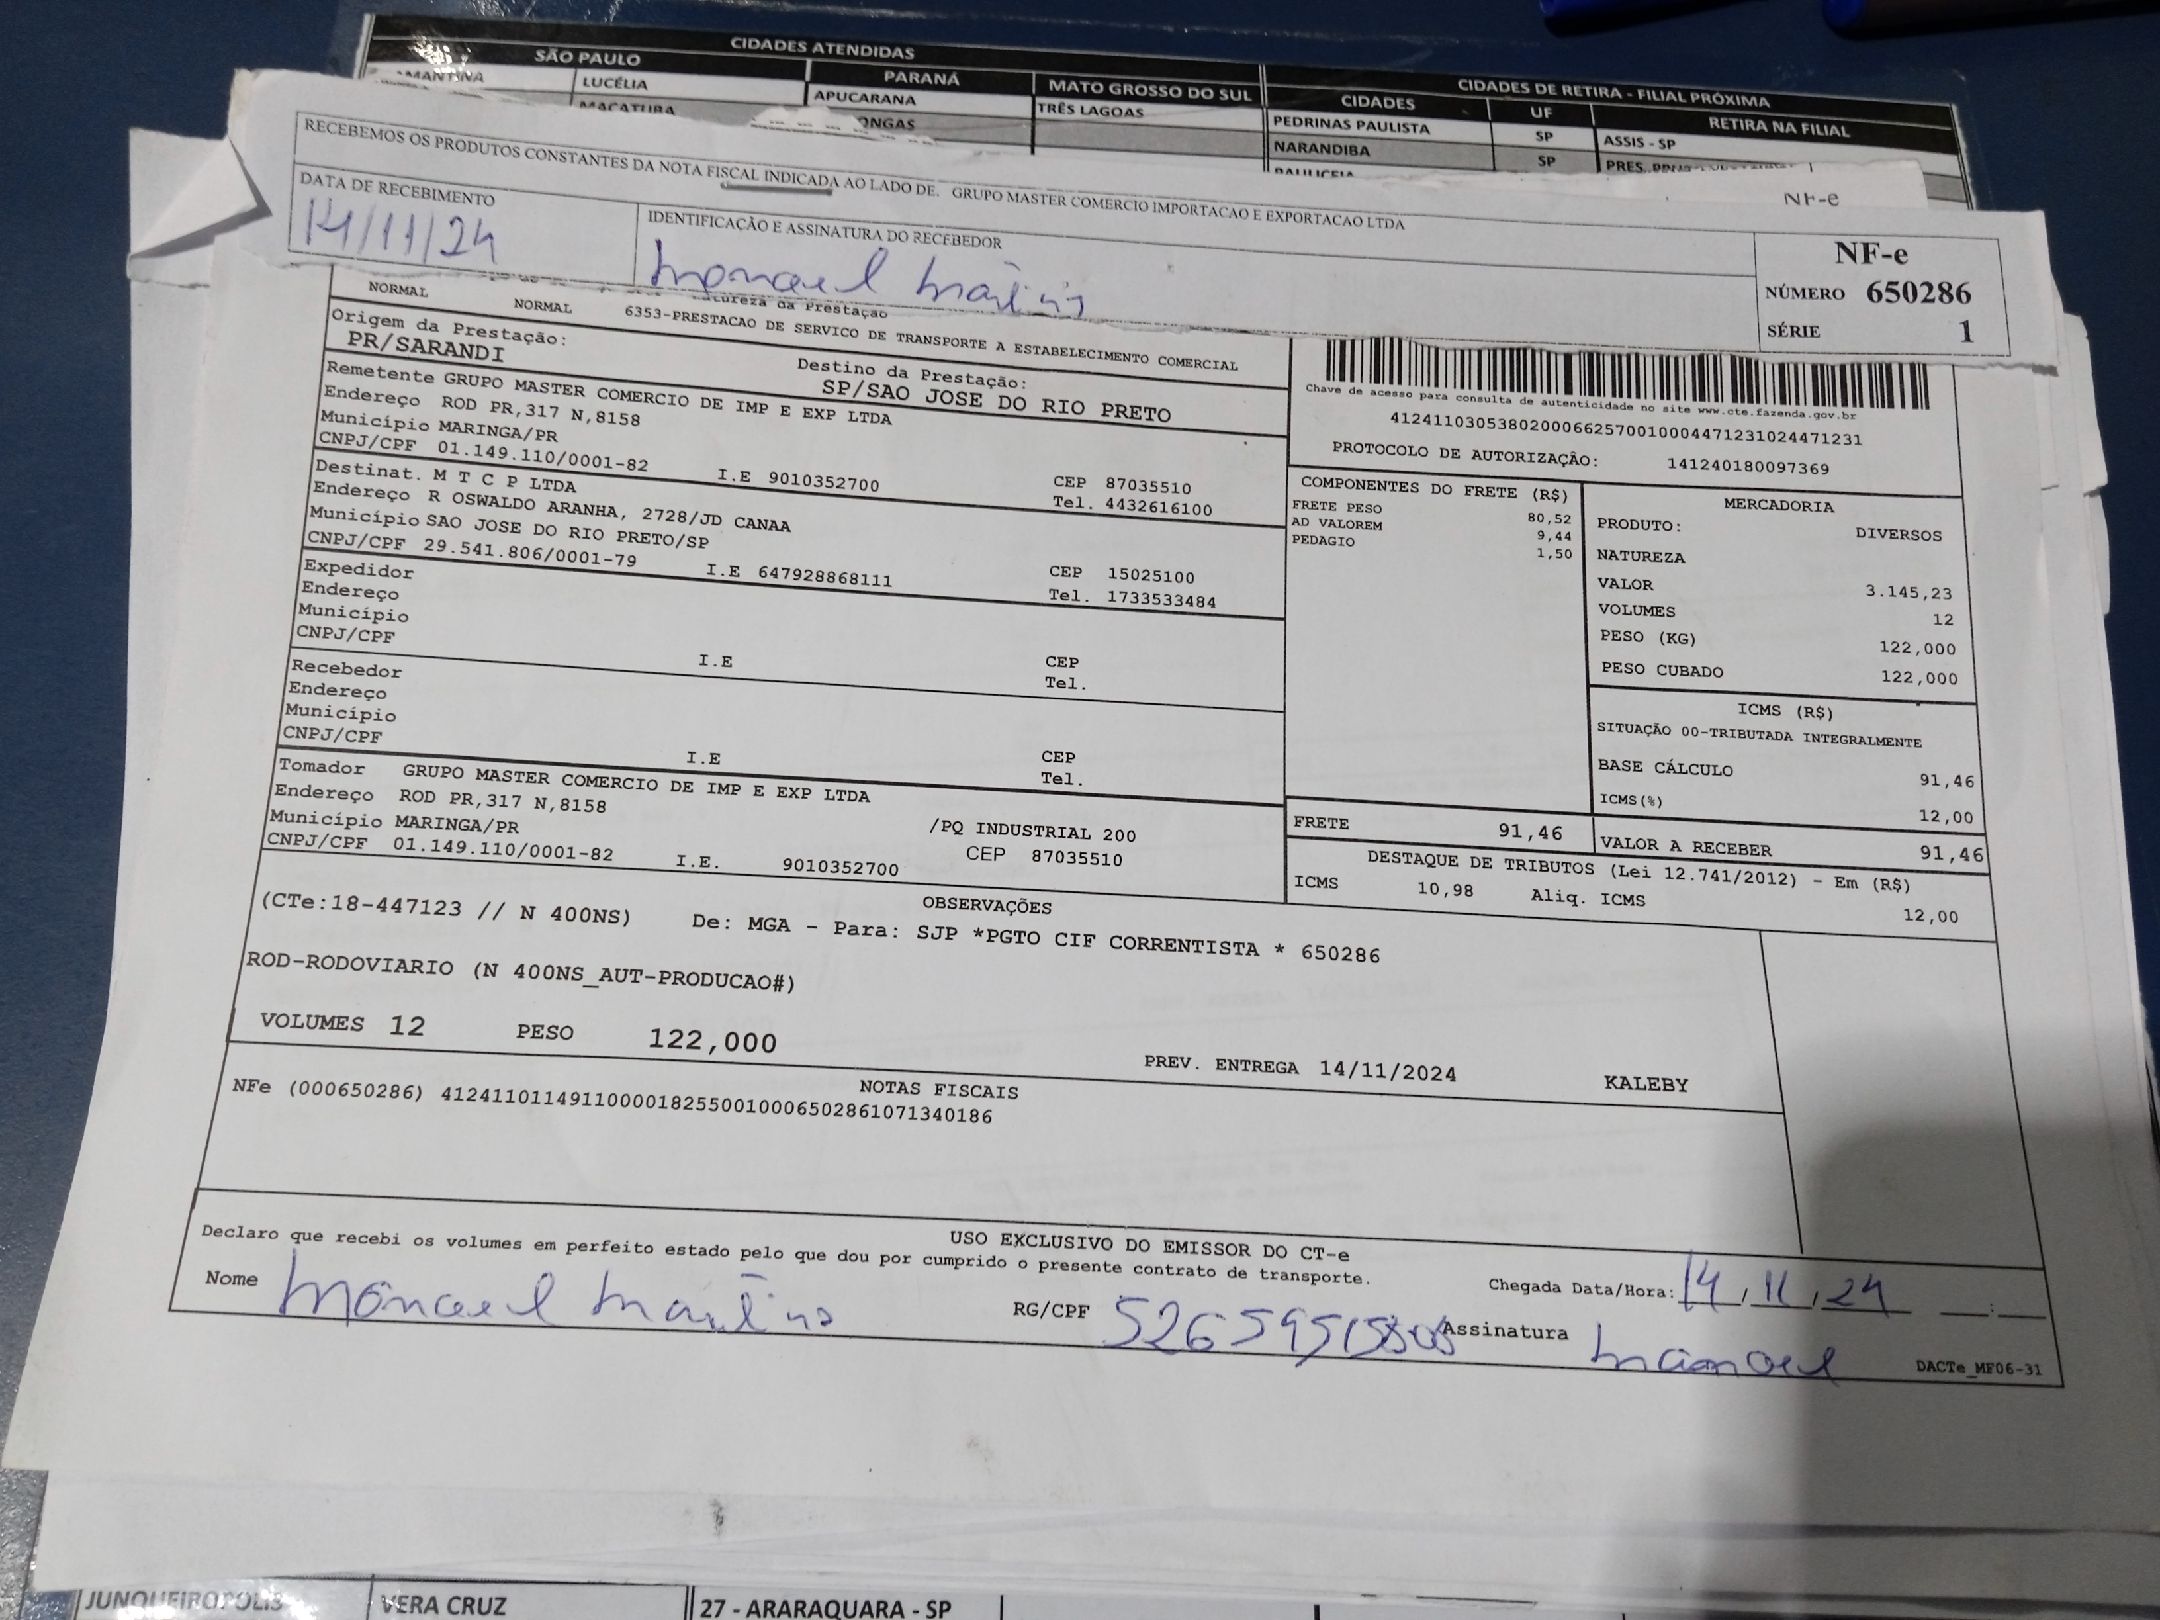 CIDADES ATENDIDAS
SÃO PAULO
PARANÁ
MATO GROSSO DO SUL
LUCÉLIA
APUCARANA
TRÊS LAGOAS
MACATUBA
CIDADES DE RETIRA - FILIAL PRÓXIMA
CIDADES UF RETIRA NA FILIAL
PEDRINAS PAULISTA SP ASSIS - SP
NARANDIBA SP
NF-e
RECEBEMOS OS PRODUTOS CONSTANTES DA NOTA FISCAL INDICADA AO LADO DE. GRUPO MASTER COMERCIO IMPORTACAO E EXPORTACAO LTDA
DATA DE RECEBIMENTO
14/11/24
IDENTIFICAÇÃO E ASSINATURA DO RECEBEDOR
NF-e
NÚMERO 650286
SÉRIE 1
NORMAL NORMAL 6353-PRESTACAO DE SERVICO DE TRANSPORTE A ESTABELECIMENTO COMERCIAL
Origem da Prestação:
PR/SARANDI
Destino da Prestação:
SP/SAO JOSE DO RIO PRETO
Remetente GRUPO MASTER COMERCIO DE IMP E EXP LTDA
Endereço ROD PR,317 N,8158
Município MARINGA/PR CEP 87035510
CNPJ/CPF 01.149.110/0001-82 I.E 9010352700 Tel. 4432616100
Destinat. M T C P LTDA
Endereço R OSWALDO ARANHA, 2728/JD CANAA
Município SAO JOSE DO RIO PRETO/SP CEP 15025100
CNPJ/CPF 29.541.806/0001-79 I.E 647928868111 Tel. 1733533484
Expedidor
Endereço
Município CEP
CNPJ/CPF I.E Tel.
Recebedor
Endereço
Município CEP
CNPJ/CPF I.E Tel.
Tomador GRUPO MASTER COMERCIO DE IMP E EXP LTDA
Endereço ROD PR,317 N,8158 /PQ INDUSTRIAL 200
Município MARINGA/PR CEP 87035510
CNPJ/CPF 01.149.110/0001-82 I.E. 9010352700
Chave de acesso para consulta de autenticidade no site www.cte.fazenda.gov.br
41241103053802000662570010004471231024471231
PROTOCOLO DE AUTORIZAÇÃO: 141240180097369
COMPONENTES DO FRETE (R$)
FRETE PESO 80,52
AD VALOREM 9,44
PEDAGIO 1,50
MERCADORIA
PRODUTO: DIVERSOS
NATUREZA
VALOR 3.145,23
VOLUMES 12
PESO (KG) 122,000
PESO CUBADO 122,000
ICMS (R$)
SITUAÇÃO 00-TRIBUTADA INTEGRALMENTE
BASE CÁLCULO 91,46
ICMS(%) 12,00
FRETE 91,46 VALOR A RECEBER 91,46
DESTAQUE DE TRIBUTOS (Lei 12.741/2012) - Em (R$)
ICMS 10,98 Aliq. ICMS 12,00
OBSERVAÇÕES
(CTe:18-447123 // N 400NS) De: MGA - Para: SJP *PGTO CIF CORRENTISTA * 650286
ROD-RODOVIARIO (N 400NS_AUT-PRODUCAO#)
VOLUMES 12 PESO 122,000 PREV. ENTREGA 14/11/2024 KALEBY
NOTAS FISCAIS
NFe (000650286) 41241101149110000182550010006502861071340186
USO EXCLUSIVO DO EMISSOR DO CT-e
Declaro que recebi os volumes em perfeito estado pelo que dou por cumprido o presente contrato de transporte.
Chegada Data/Hora: 14/11/24 :
Nome
RG/CPF
Assinatura
DACTe_MF06-31
JUNQUEIROPOLIS VERA CRUZ 27 - ARARAQUARA - SP